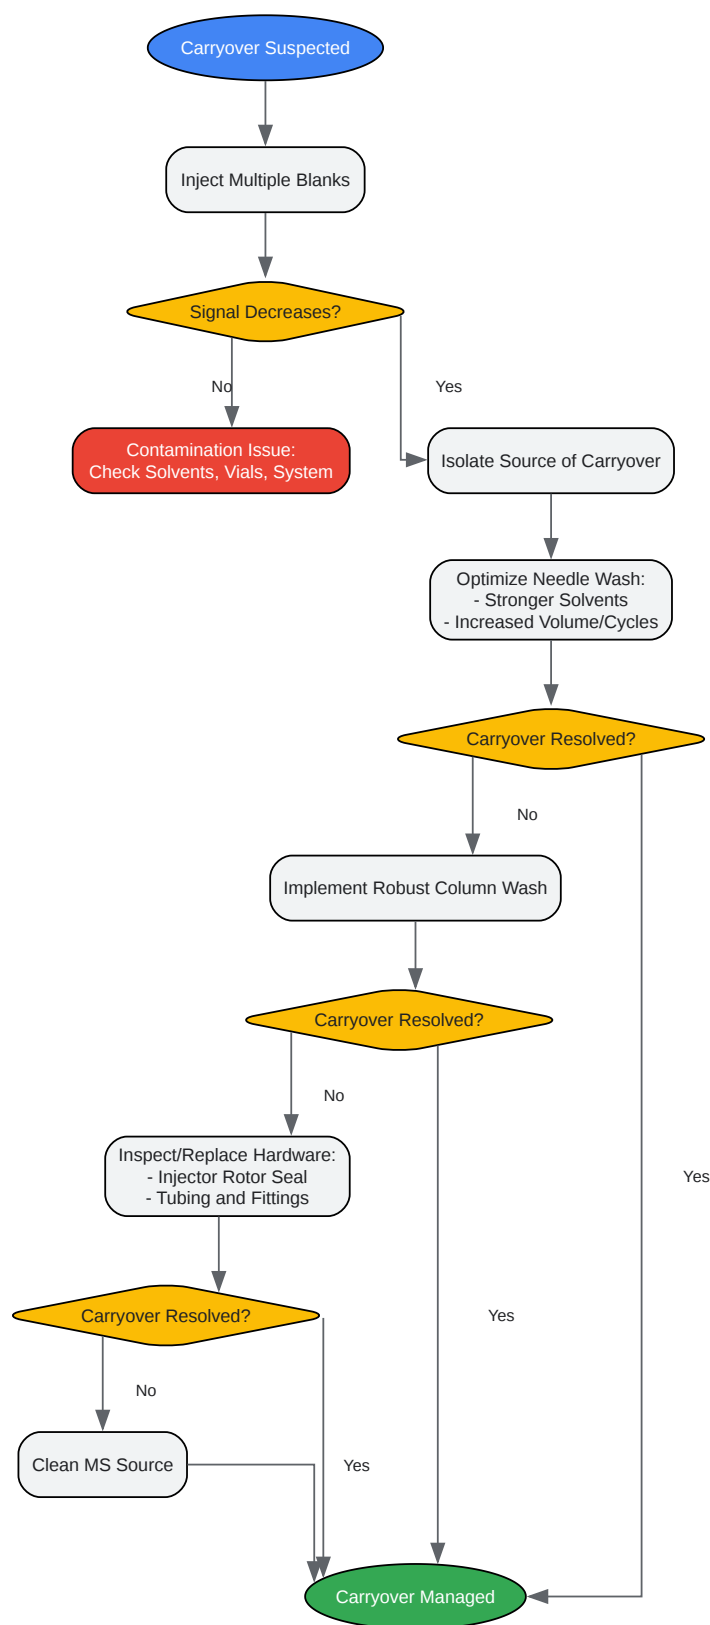 Carryover Suspected
Inject Multiple Blanks
Signal Decreases?
No
Yes
Contamination Issue:
Check Solvents, Vials, System
Isolate Source of Carryover
Optimize Needle Wash:
- Stronger Solvents
- Increased Volume/Cycles
Carryover Resolved?
No
Implement Robust Column Wash
Carryover Resolved?
No
Yes
Inspect/Replace Hardware:
- Injector Rotor Seal
- Tubing and Fittings
Carryover Resolved?
Yes
No
Clean MS Source
Yes
Carryover Managed